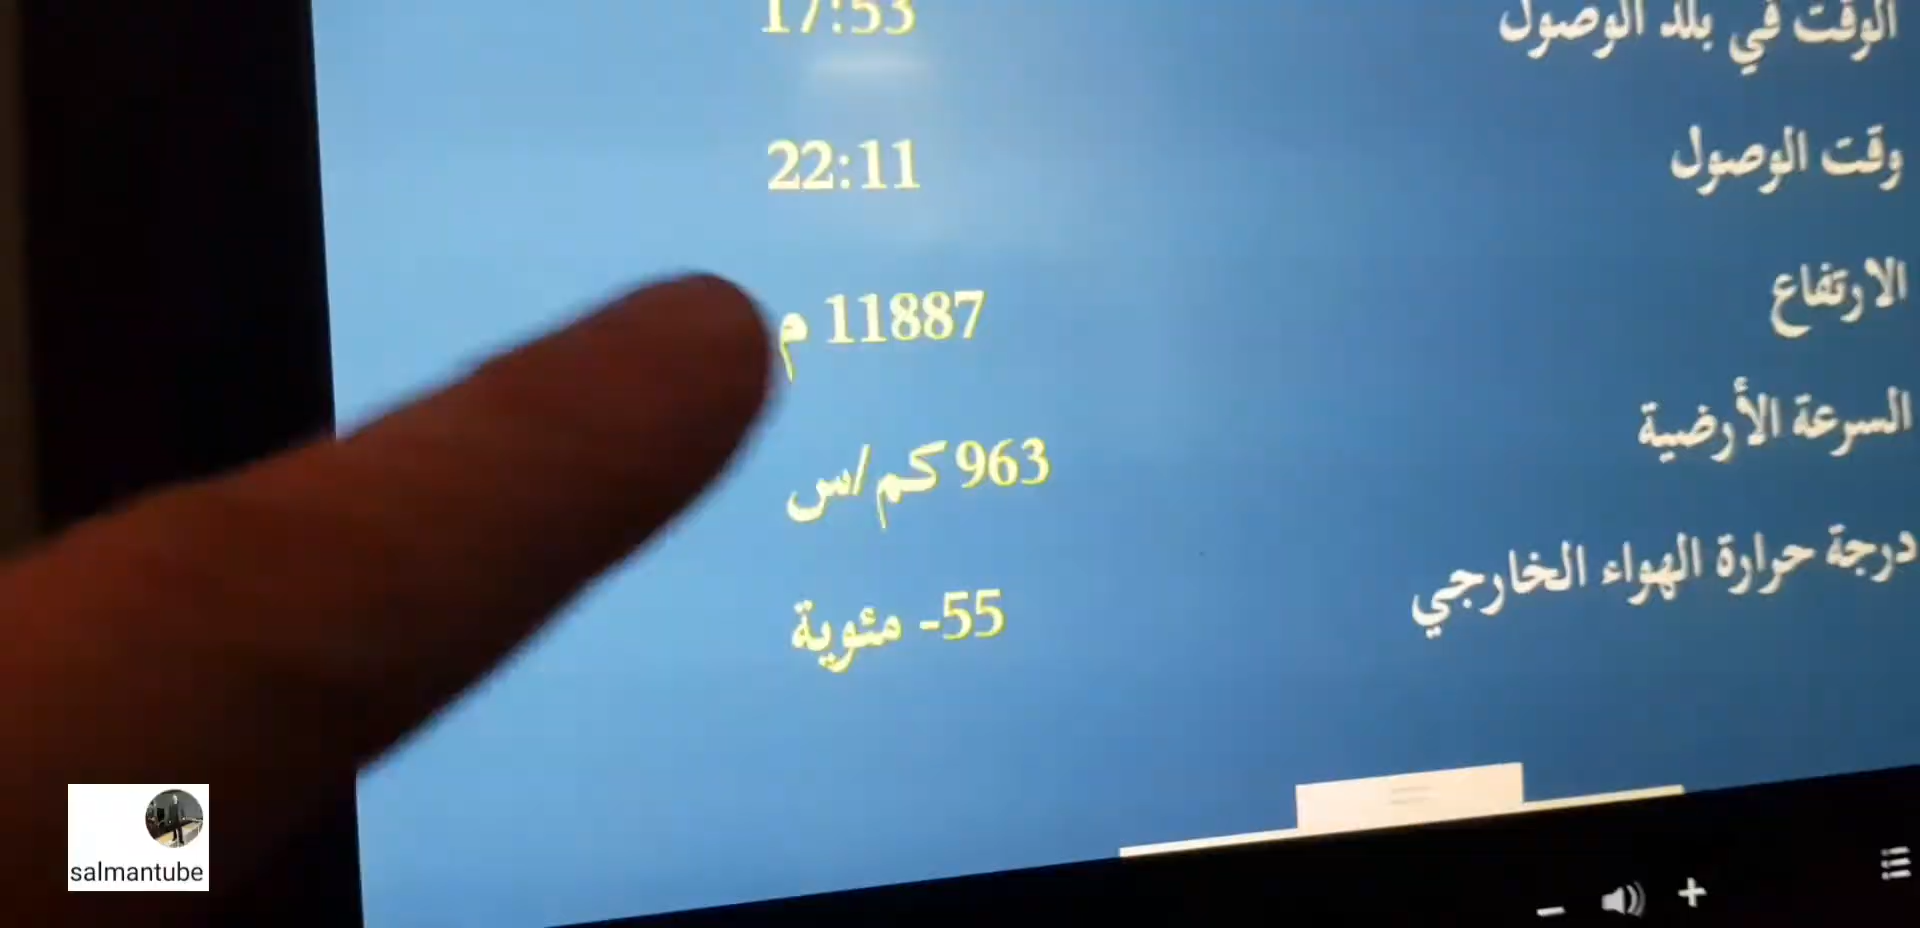 الوقت في بلد الوصول 17:53
وقت الوصول 22:11
الارتفاع 11887 م
السرعة الأرضية 963 كم/س
درجة حرارة الهواء الخارجي -55 مئوية
salmantube